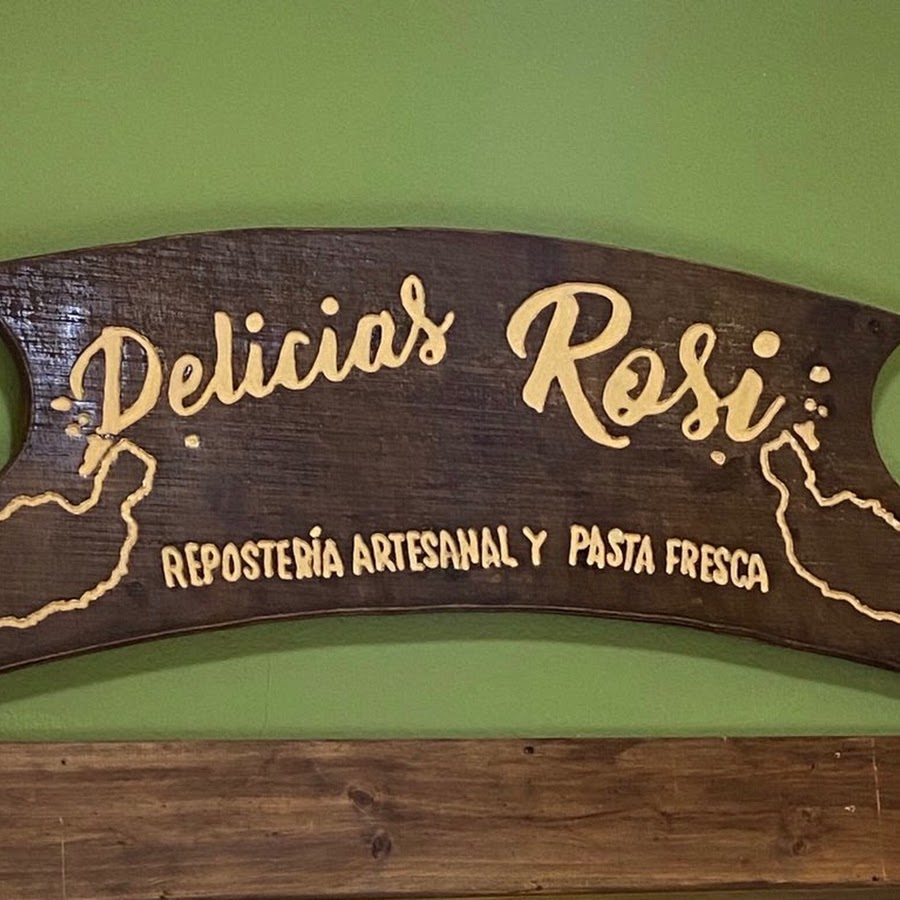 Delicias Rosi
REPOSTERÍA ARTESANAL Y PASTA FRESCA